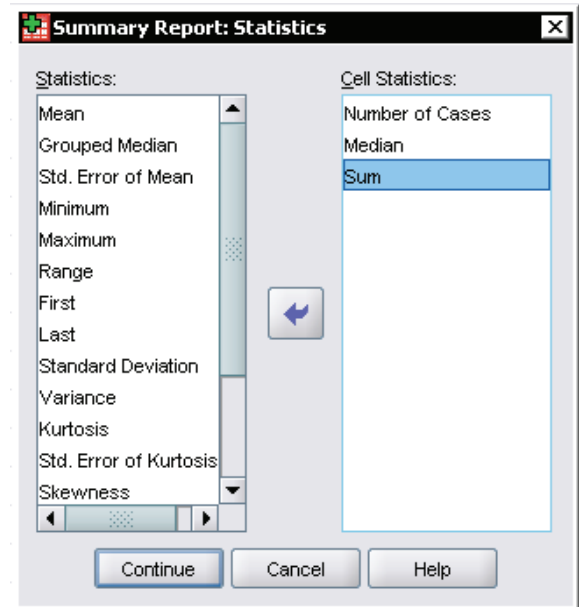 Summary Report: Statistics
Statistics:
Mean
Grouped Median
Std. Error of Mean
Minimum
Maximum
Range
First
Last
Standard Deviation
Variance
Kurtosis
Std. Error of Kurtosis
Skewness
Cell Statistics:
Number of Cases
Median
Sum
Continue
Cancel
Help